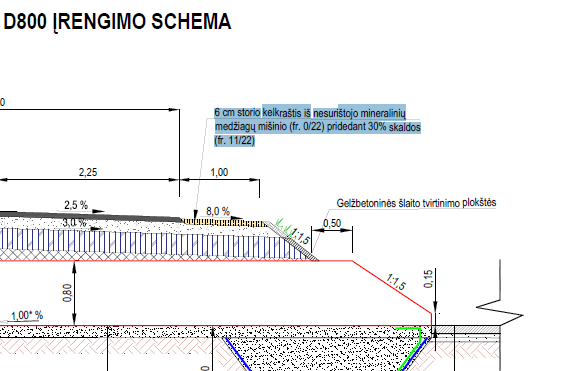 D800 ĮRENGIMO SCHEMA
0
6 cm storio kelkraštis iš nesurištojo mineralinių
medžiagų mišinio (fr. 0/22) pridedant 30% skaldos
(fr. 11/22)
2,25
1,00
Gelžbetoninės šlaito tvirtinimo plokštės
2,5 %
8,0 %
0,50
3,0 %
1:1,5
1:1,5
0,15
0,80
1,00* %
0